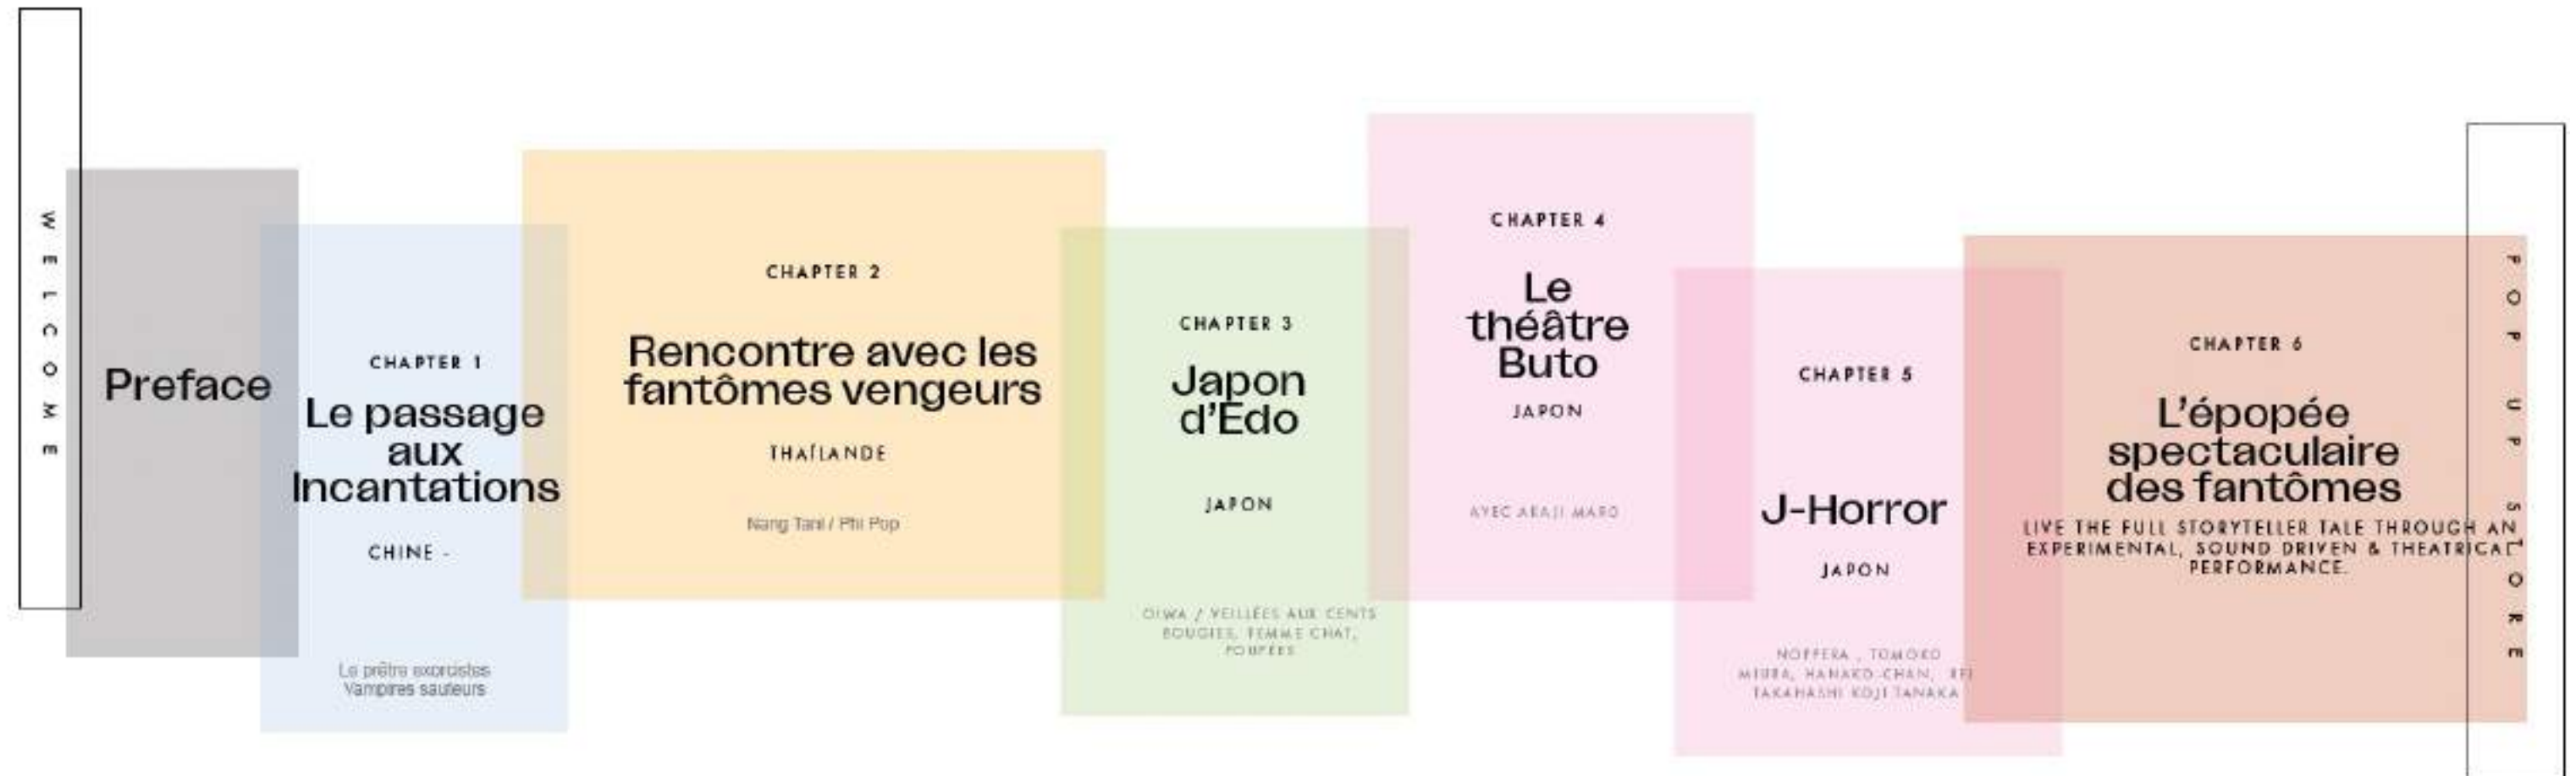 WELCOME
Preface
CHAPTER 1
Le passage
aux
Incantations
CHINE -
Le prêtre exorcistes
Vampires sauteurs
CHAPTER 2
Rencontre avec les
fantômes vengeurs
THAÏLANDE
Nang Tani / Phi Pop
CHAPTER 3
Japon
d'Edo
JAPON
OIWA / VEILLÉES AUX CENTS
BOUGIES, FEMME CHAT,
POUPÉES
CHAPTER 4
Le
théâtre
Buto
JAPON
AVEC AKAJI MARO
CHAPTER 5
J-Horror
JAPON
NOPPERA , TOMOKO
MIURA, HANAKO-CHAN, REI
TAKAHASHI KOJI TANAKA
CHAPTER 6
L'épopée
spectaculaire
des fantômes
LIVE THE FULL STORYTELLER TALE THROUGH AN
EXPERIMENTAL, SOUND DRIVEN & THEATRICAL
PERFORMANCE.
POP UP STORE